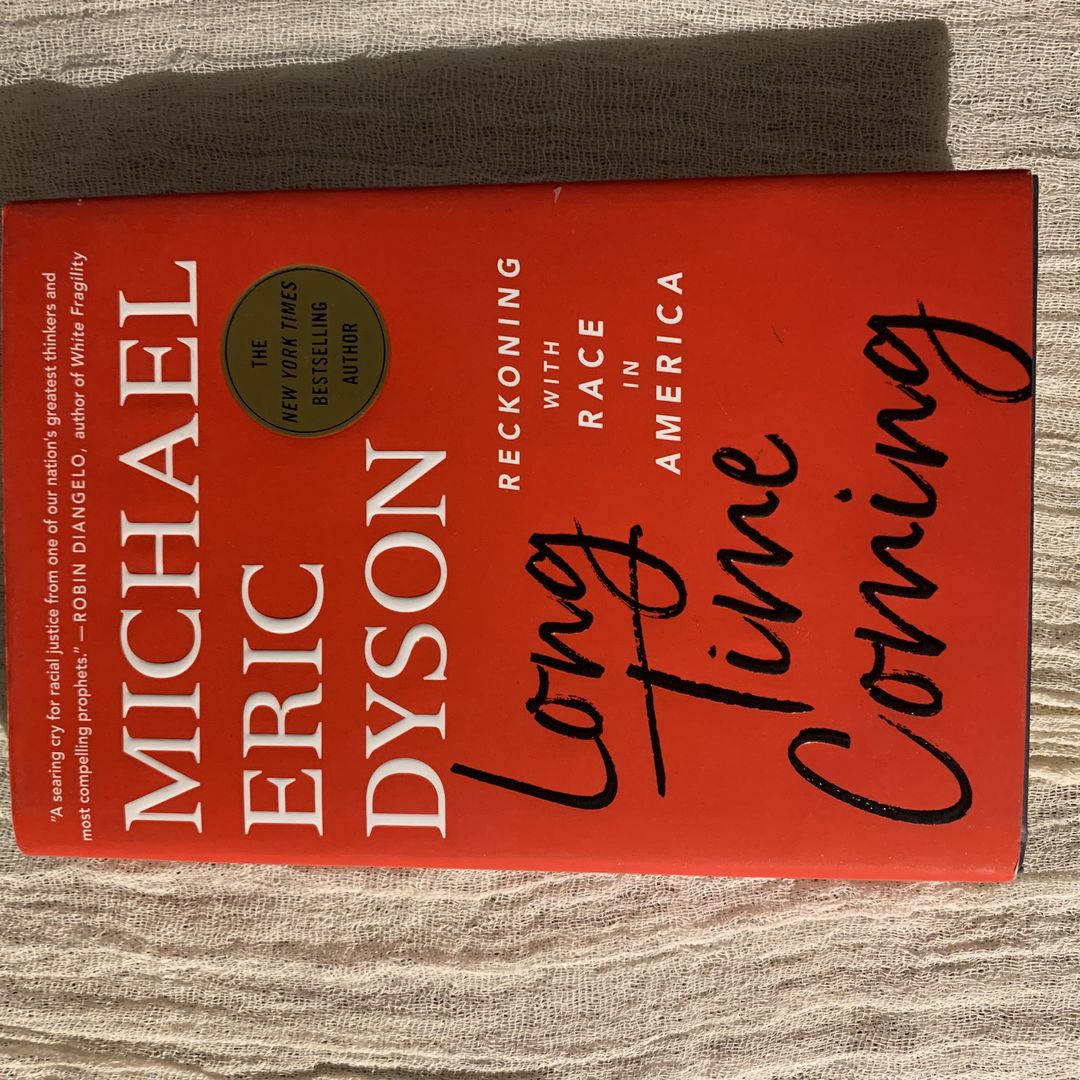 "A searing cry for racial justice from one of our nation's greatest thinkers and
most compelling prophets." —ROBIN DIANGELO, author of White Fragility
MICHAEL
ERIC
DYSON
THE
NEW YORK TIMES
BESTSELLING
AUTHOR
RECKONING
WITH
RACE
IN
AMERICA
Long
Time
Coming